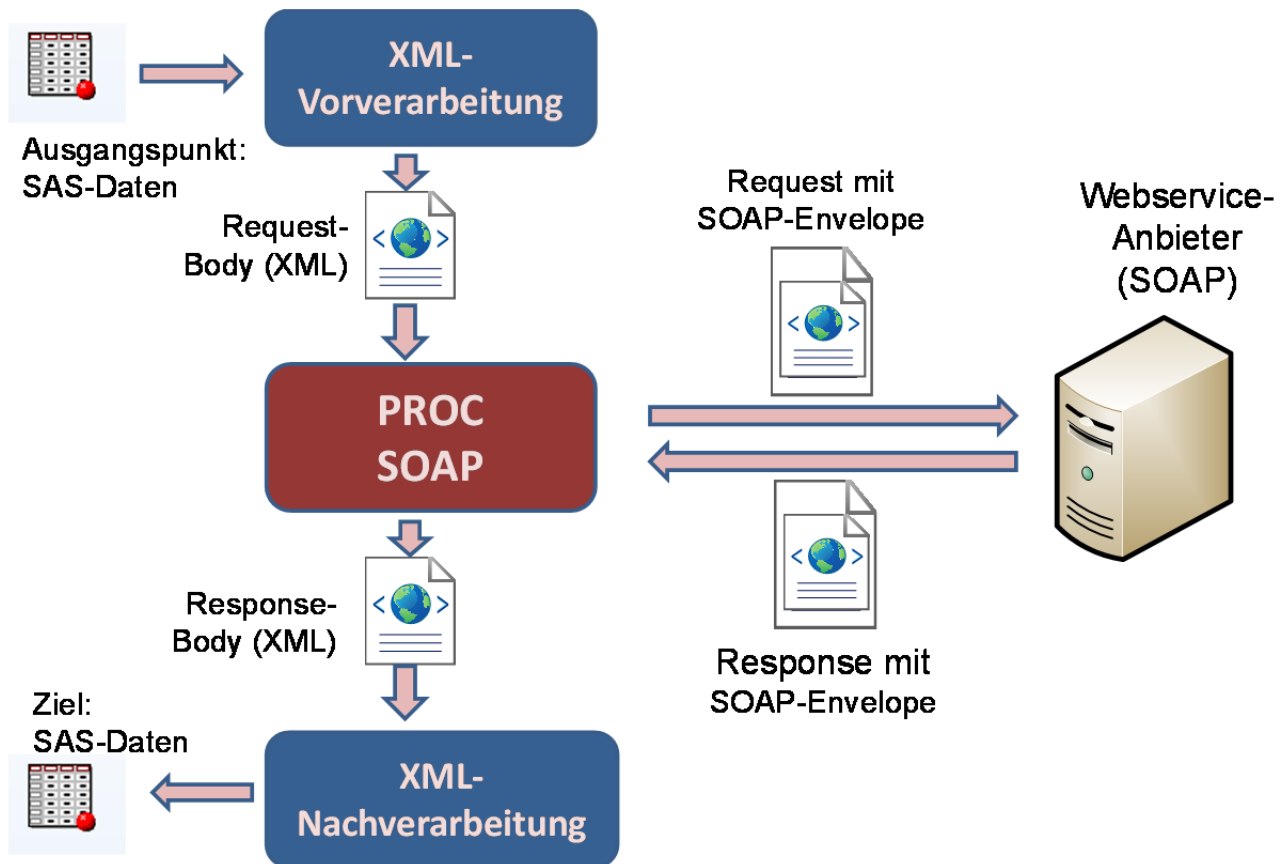 XML-
Vorverarbeitung
Ausgangspunkt:
SAS-Daten
Request-
Body (XML)
Request mit
SOAP-Envelope
Webservice-
Anbieter
(SOAP)
PROC
SOAP
Response-
Body (XML)
Response mit
SOAP-Envelope
Ziel:
SAS-Daten
XML-
Nachverarbeitung